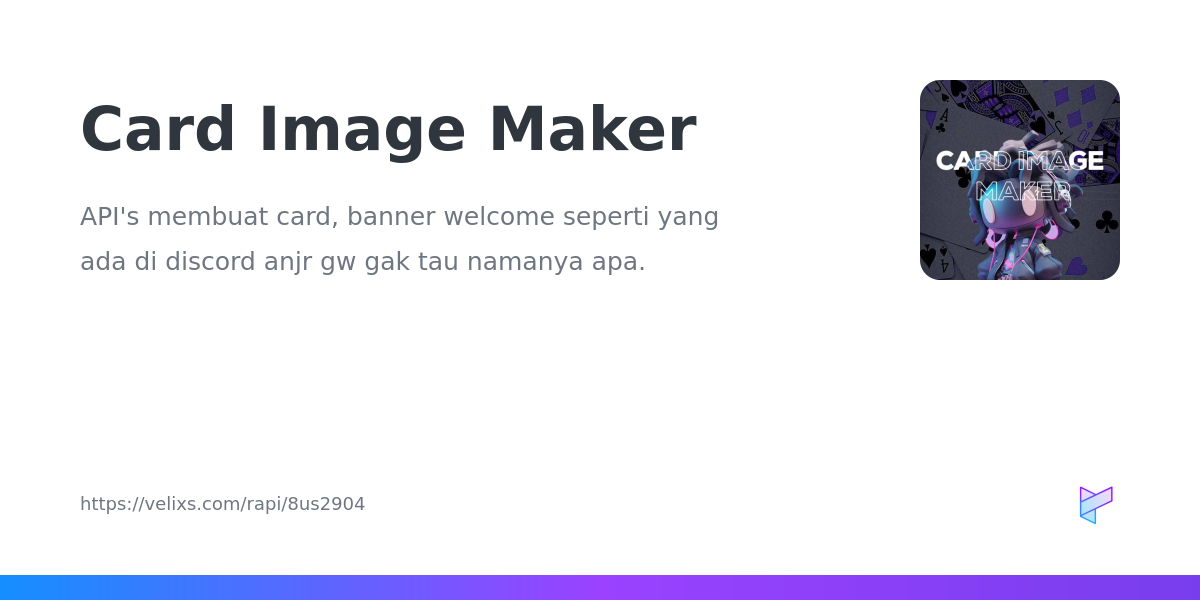 Card Image Maker
API's membuat card, banner welcome seperti yang
ada di discord anjr gw gak tau namanya apa.
CARD IMAGE
MAKER
A
J
4
https://velixs.com/rapi/8us2904